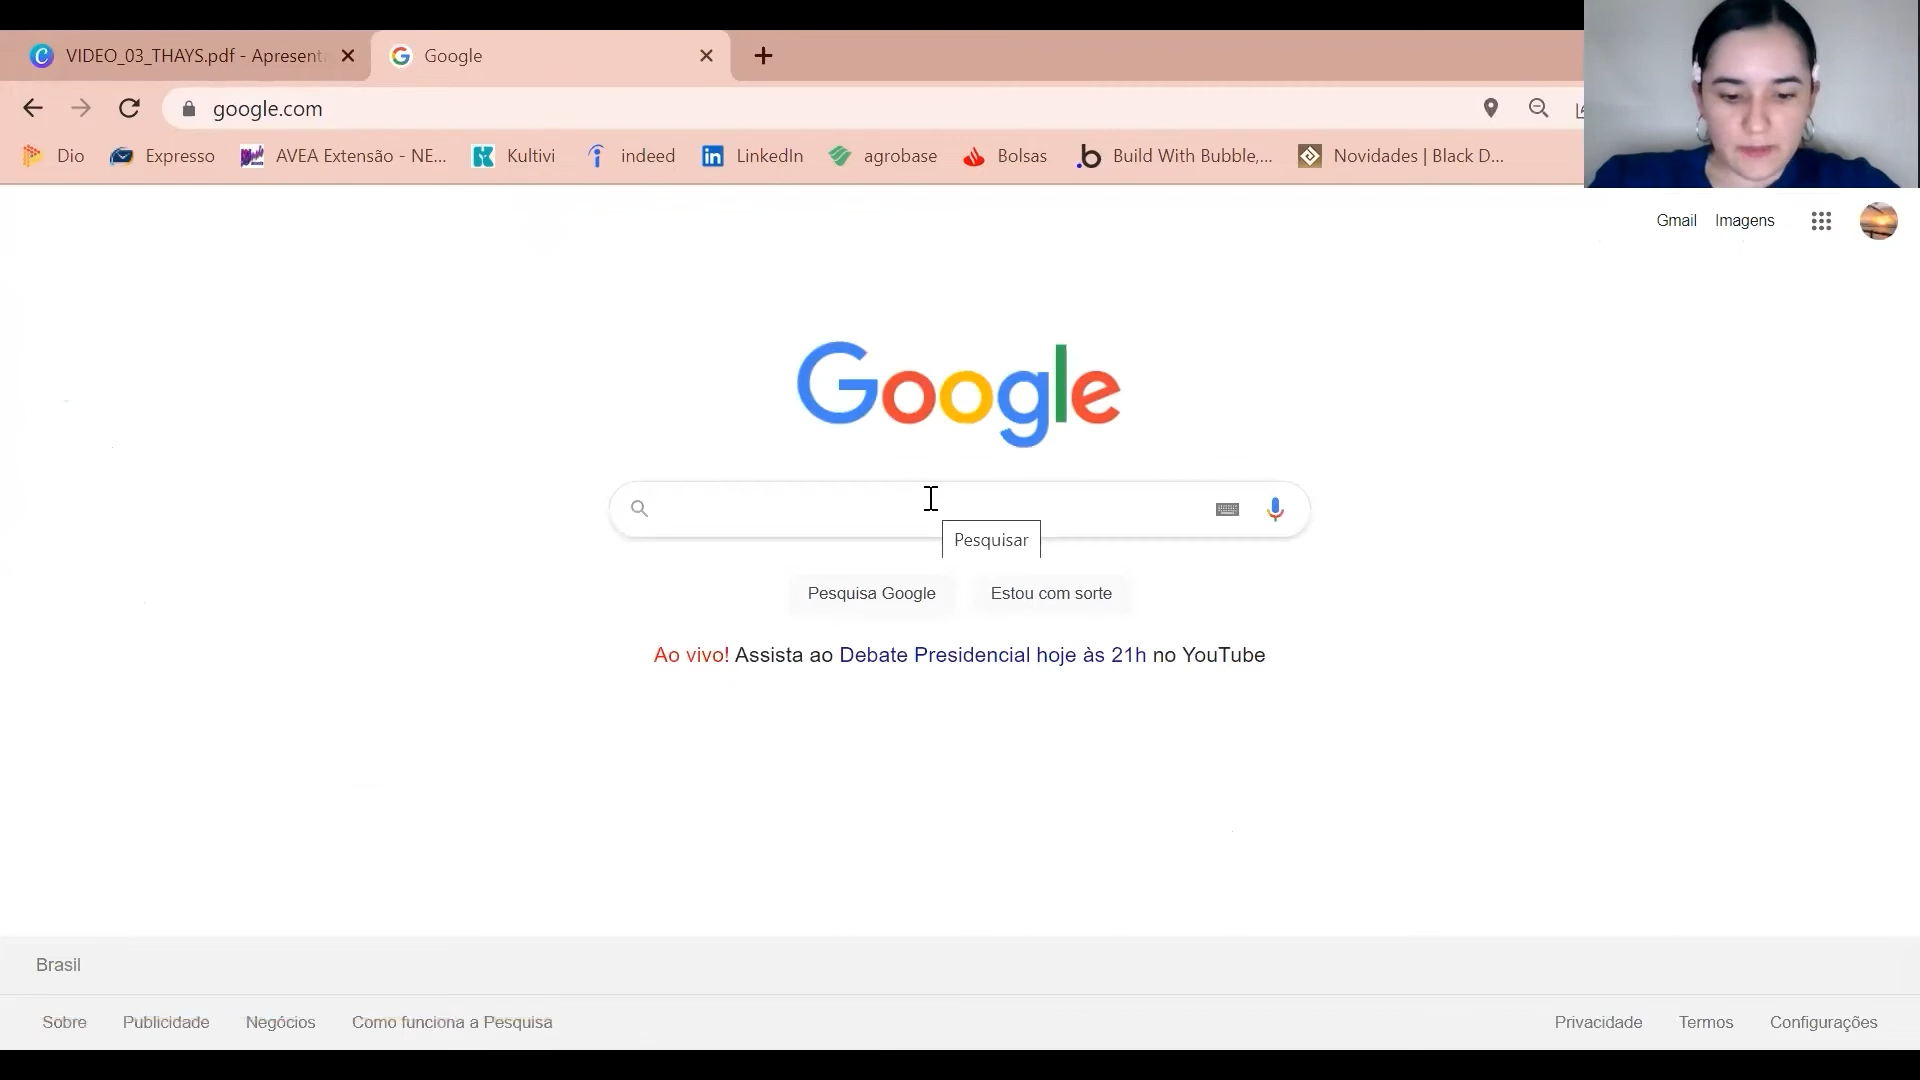 VIDEO_03_THAYS.pdf - Apresent
Google
google.com
Dio
Expresso
AVEA Extensão - NE...
Kultivi
indeed
LinkedIn
agrobase
Bolsas
Build With Bubble,...
Novidades | Black D...
Gmail
Imagens
Google
Pesquisar
Pesquisa Google
Estou com sorte
Ao vivo! Assista ao Debate Presidencial hoje às 21h no YouTube
Brasil
Sobre
Publicidade
Negócios
Como funciona a Pesquisa
Privacidade
Termos
Configurações